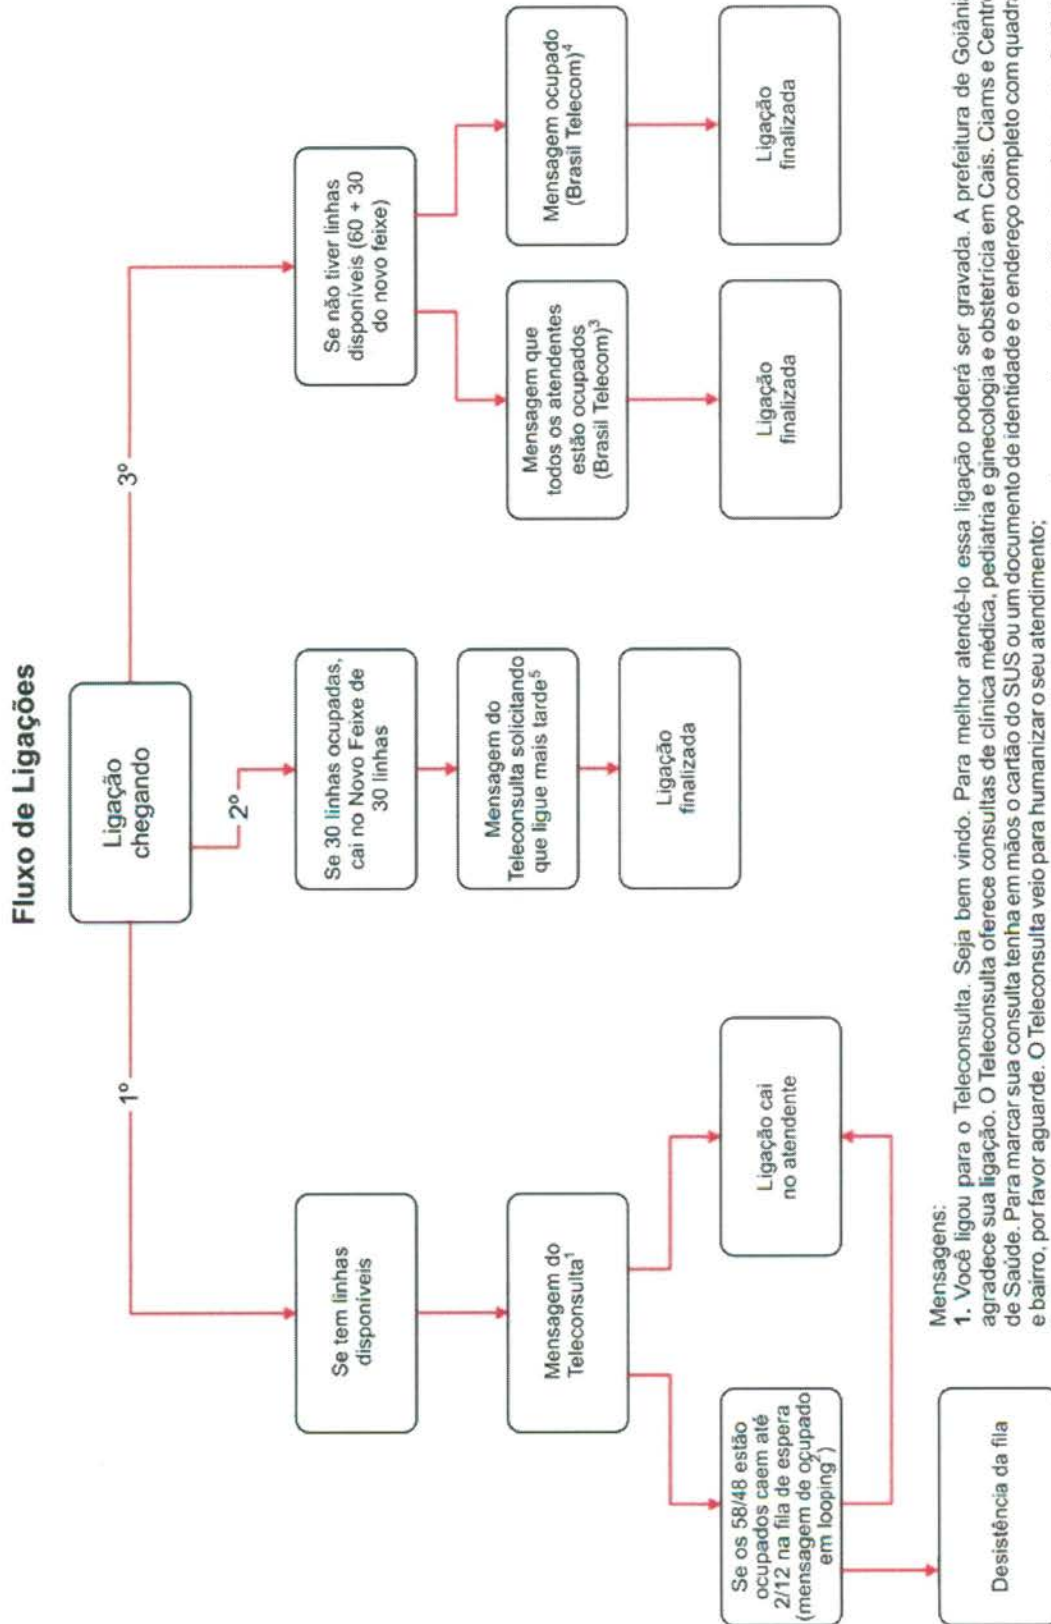 Fluxo de Ligações
Ligação
chegando
1º
2º
3º
Se tem linhas
disponíveis
Mensagem do
Teleconsulta¹
Se os 58/48 estão
ocupados caem até
2/12 na fila de espera
(mensagem de ocupado
em looping²)
Ligação cai
no atendente
Desistência da fila
Se 30 linhas ocupadas,
cai no Novo Feixe de
30 linhas
Mensagem do
Teleconsulta solicitando
que ligue mais tarde⁵
Ligação
finalizada
Se não tiver linhas
disponíveis (60 + 30
do novo feixe)
Mensagem que
todos os atendentes
estão ocupados
(Brasil Telecom)³
Ligação
finalizada
Mensagem ocupado
(Brasil Telecom)⁴
Ligação
finalizada
Mensagens:
1. Você ligou para o Teleconsulta. Seja bem vindo. Para melhor atendê-lo essa ligação poderá ser gravada. A prefeitura de Goiânia
agradece sua ligação. O Teleconsulta oferece consultas de clínica médica, pediatria e ginecologia e obstetrícia em Cais. Ciams e Centr
de Saúde. Para marcar sua consulta tenha em mãos o cartão do SUS ou um documento de identidade e o endereço completo com quadr
e bairro, por favor aguarde. O Teleconsulta veio para humanizar o seu atendimento;